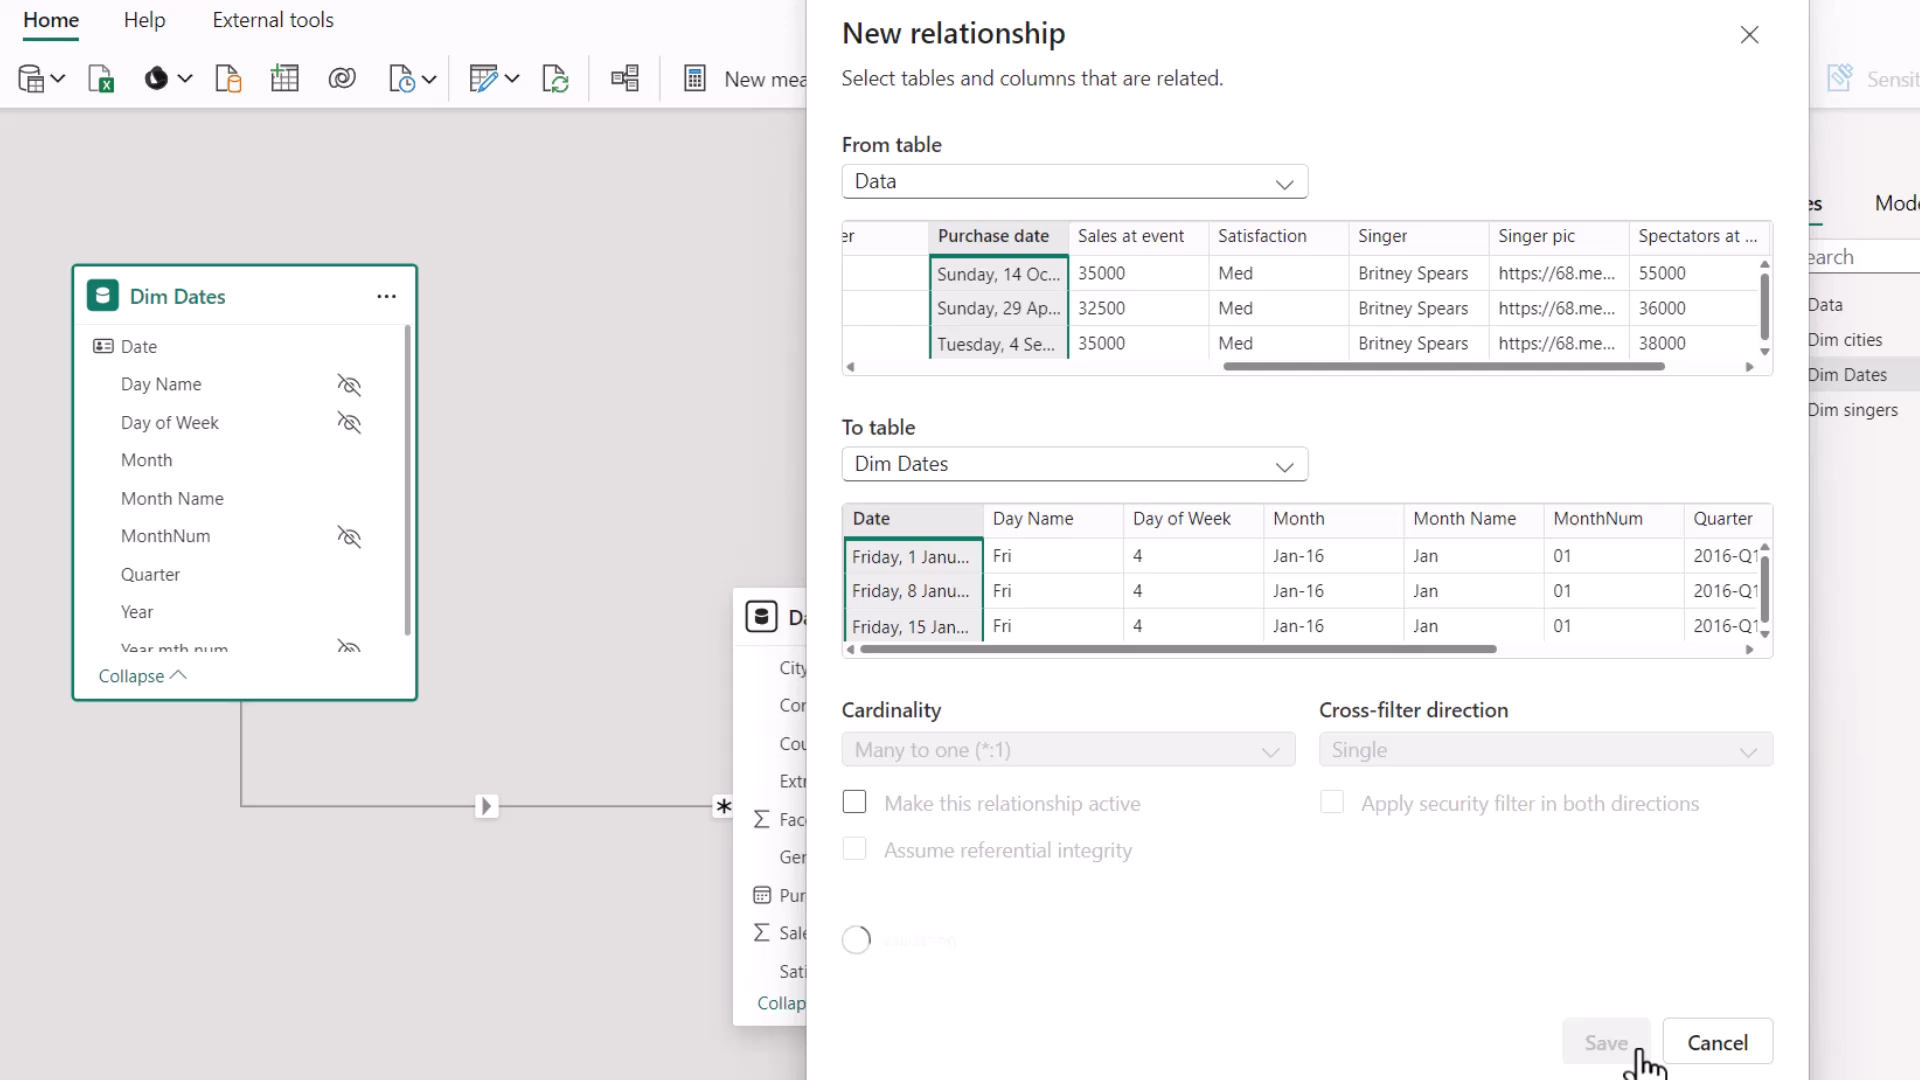 Home Help External tools
New mea
Sensit
New relationship
Select tables and columns that are related.
From table
Data
er Purchase date Sales at event Satisfaction Singer Singer pic Spectators at ...
Sunday, 14 Oc... 35000 Med Britney Spears https://68.me... 55000
Sunday, 29 Ap... 32500 Med Britney Spears https://68.me... 36000
Tuesday, 4 Se... 35000 Med Britney Spears https://68.me... 38000
To table
Dim Dates
Date Day Name Day of Week Month Month Name MonthNum Quarter
Friday, 1 Janu... Fri 4 Jan-16 Jan 01 2016-Q1
Friday, 8 Janu... Fri 4 Jan-16 Jan 01 2016-Q1
Friday, 15 Jan... Fri 4 Jan-16 Jan 01 2016-Q1
Cardinality
Many to one (*:1)
Cross-filter direction
Single
Make this relationship active
Apply security filter in both directions
Assume referential integrity
Save Cancel
Dim Dates
Date
Day Name
Day of Week
Month
Month Name
MonthNum
Quarter
Year
Year mth num
Collapse
Da
City
Cor
Cou
Extr
Fac
Ger
Pur
Sale
Sati
Collap
es Mode
earch
Data
Dim cities
Dim Dates
Dim singers